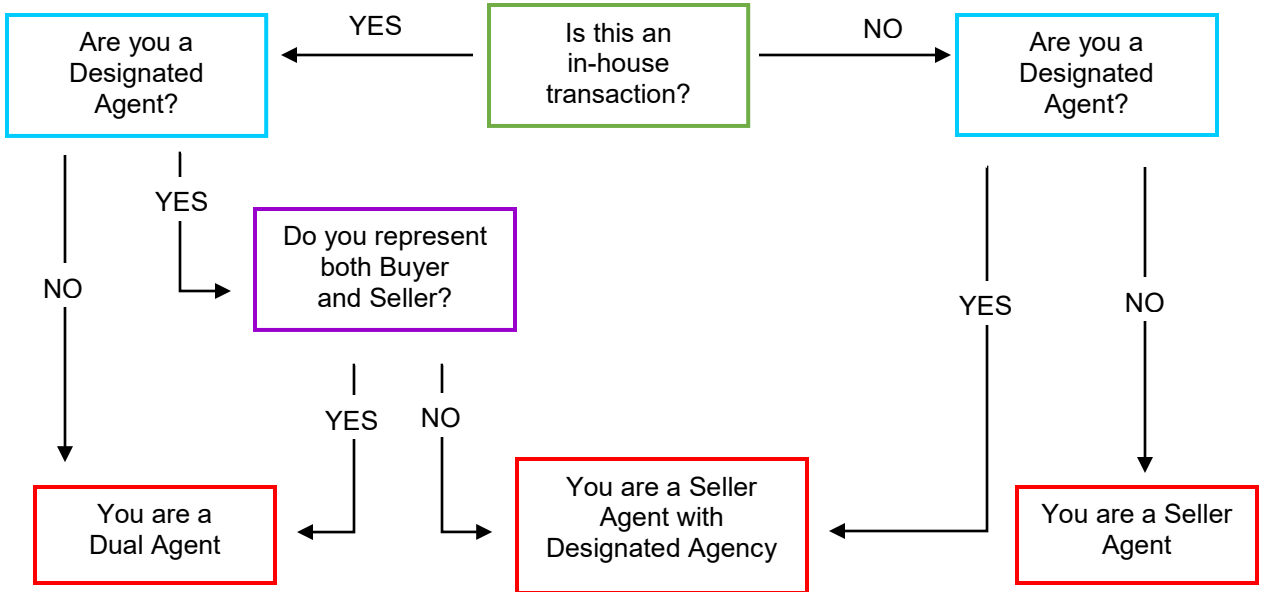 YES
Is this an
in-house
transaction?
NO
Are you a
Designated
Agent?
Are you a
Designated
Agent?
YES
Do you represent
both Buyer
and Seller?
NO
YES
NO
YES
NO
You are a
Dual Agent
You are a Seller
Agent with
Designated Agency
You are a Seller
Agent